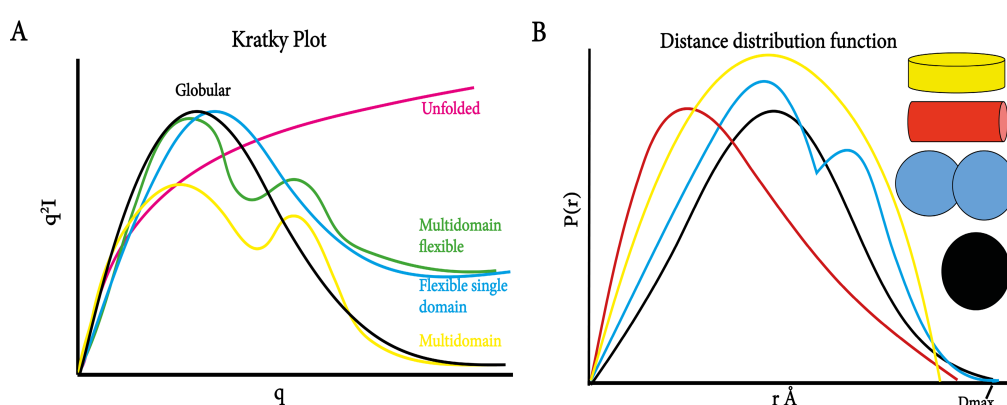 A
Kratky Plot
Globular
Unfolded
Multidomain
flexible
Flexible single
domain
Multidomain
q²I
q
B
Distance distribution function
P(r)
r Å
Dmax